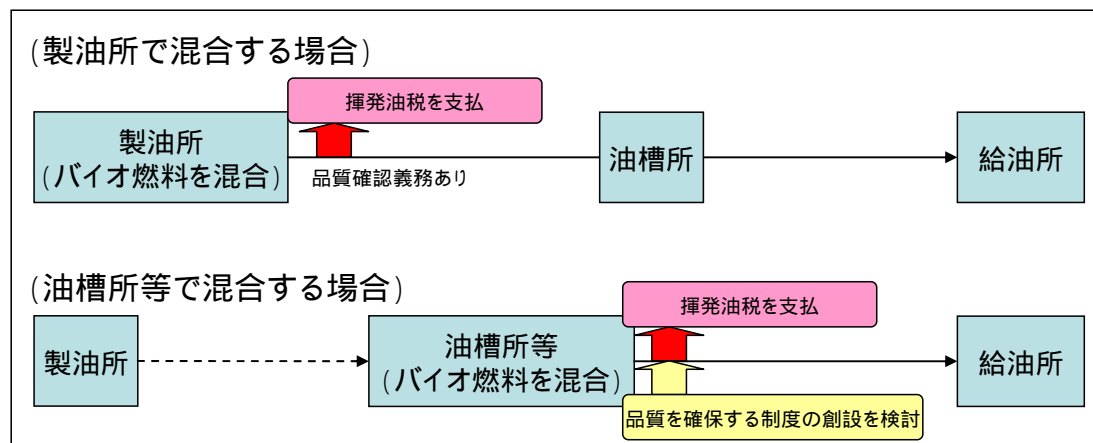 (製油所で混合する場合)
揮発油税を支払
製油所
(バイオ燃料を混合)
品質確認義務あり
油槽所
給油所
(油槽所等で混合する場合)
揮発油税を支払
製油所
油槽所等
(バイオ燃料を混合)
給油所
品質を確保する制度の創設を検討